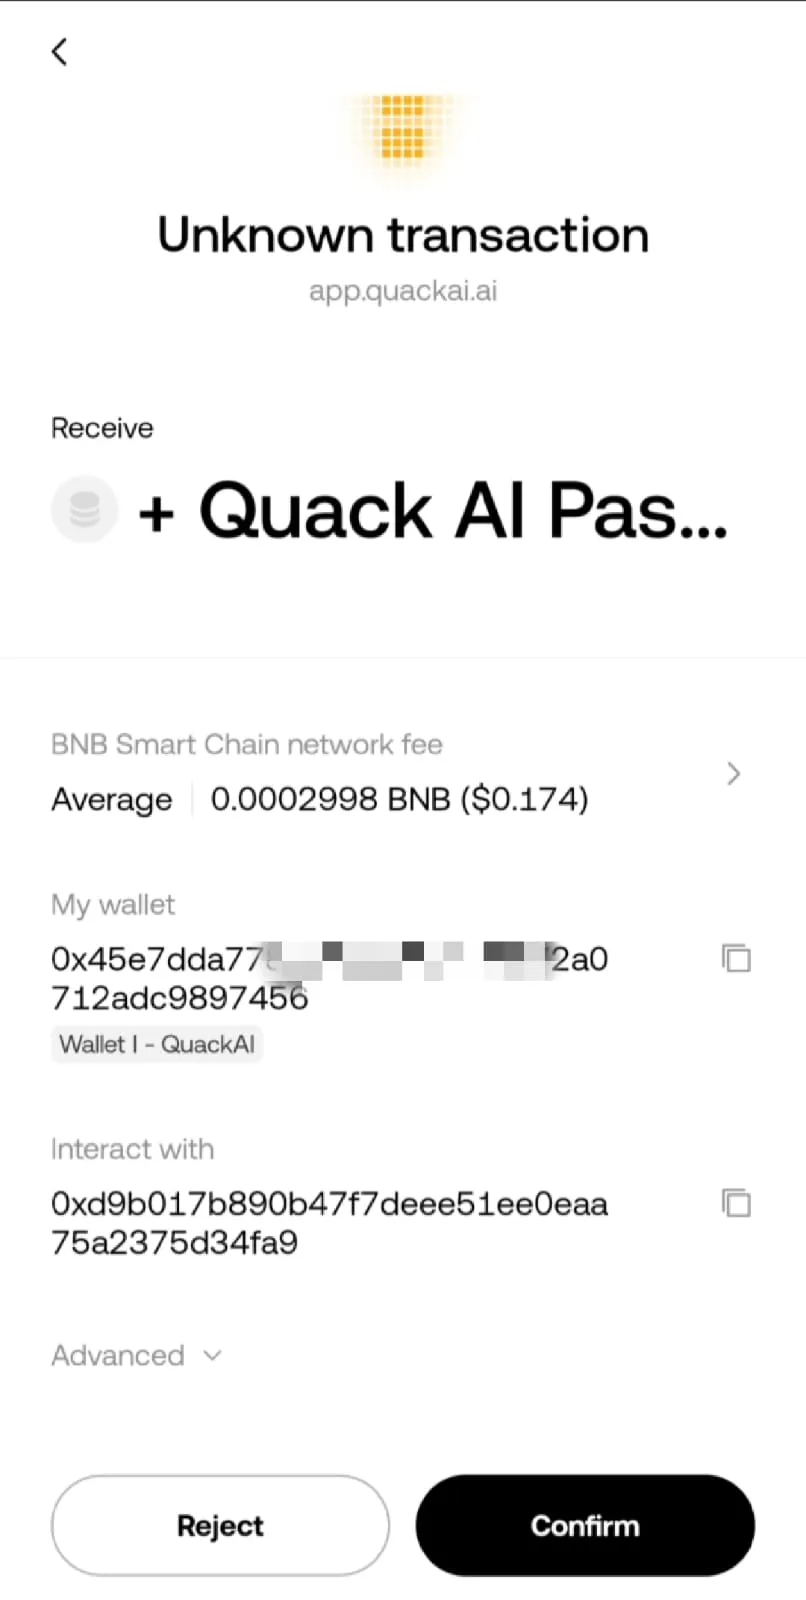 Unknown transaction
app.quackai.ai
Receive
+ Quack AI Pas...
BNB Smart Chain network fee
Average 0.0002998 BNB ($0.174)
My wallet
0x45e7dda77 2a0
712adc9897456
Wallet I - QuackAI
Interact with
0xd9b017b890b47f7deee51ee0eaa
75a2375d34fa9
Advanced
Reject Confirm